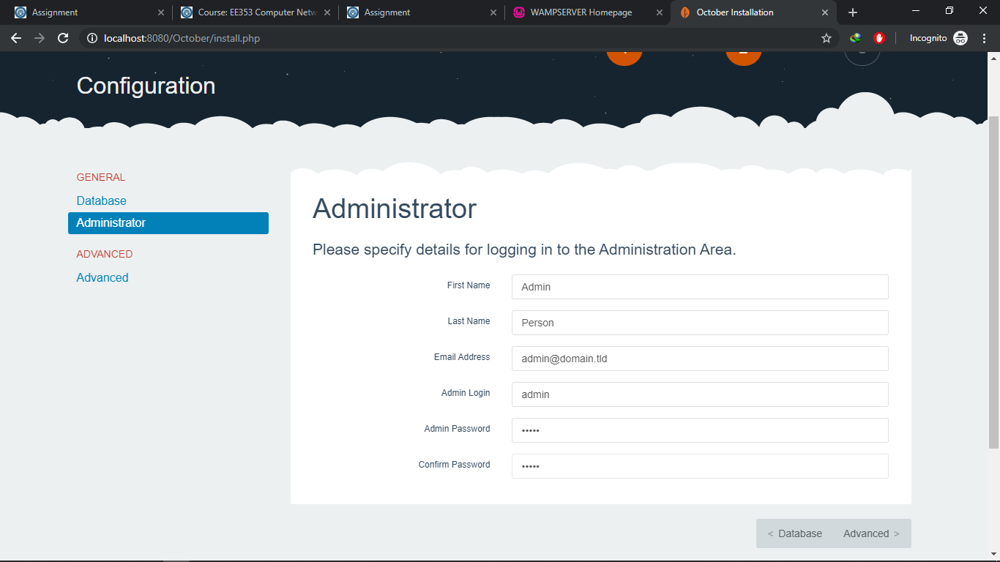 Assignment
Course: EE353 Computer Netw
Assignment
WAMPSERVER Homepage
October Installation
localhost:8080/October/install.php
Incognito
Configuration
GENERAL
Database
Administrator
ADVANCED
Advanced
Administrator
Please specify details for logging in to the Administration Area.
First Name
Admin
Last Name
Person
Email Address
admin@domain.tld
Admin Login
admin
Admin Password
•••••
Confirm Password
•••••
< Database
Advanced >